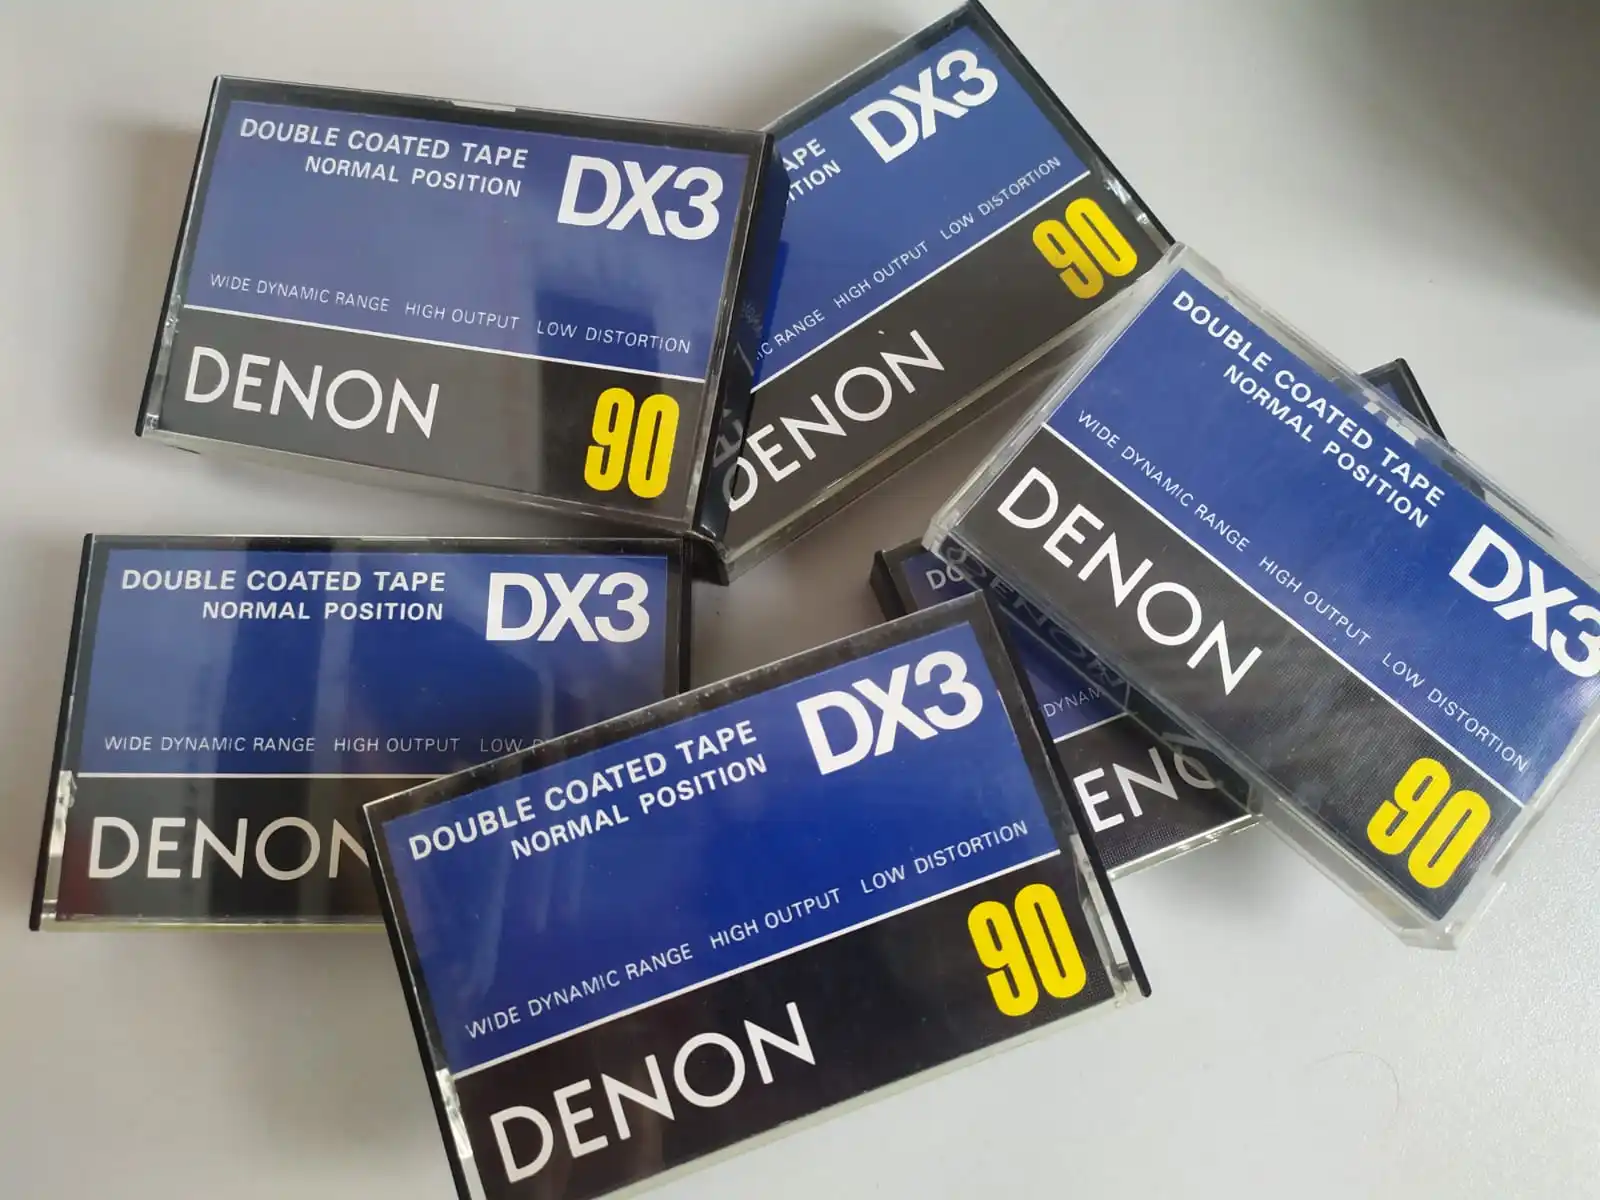 DOUBLE COATED TAPE
NORMAL POSITION
DX3
WIDE DYNAMIC RANGE HIGH OUTPUT LOW DISTORTION
DENON
90
DX3
RANGE HIGH OUTPUT LOW DISTORTION
90
DENON
DOUBLE COATED TAPE
NORMAL POSITION
DX3
WIDE DYNAMIC RANGE HIGH OUTPUT LOW DISTORTION
DENON
90
DOUBLE COATED TAPE
NORMAL POSITION
DX3
WIDE DYNAMIC RANGE HIGH OUTPUT LOW
DENON
DOUBLE COATED TAPE
NORMAL POSITION
DX3
WIDE DYNAMIC RANGE HIGH OUTPUT LOW DISTORTION
DENON
90